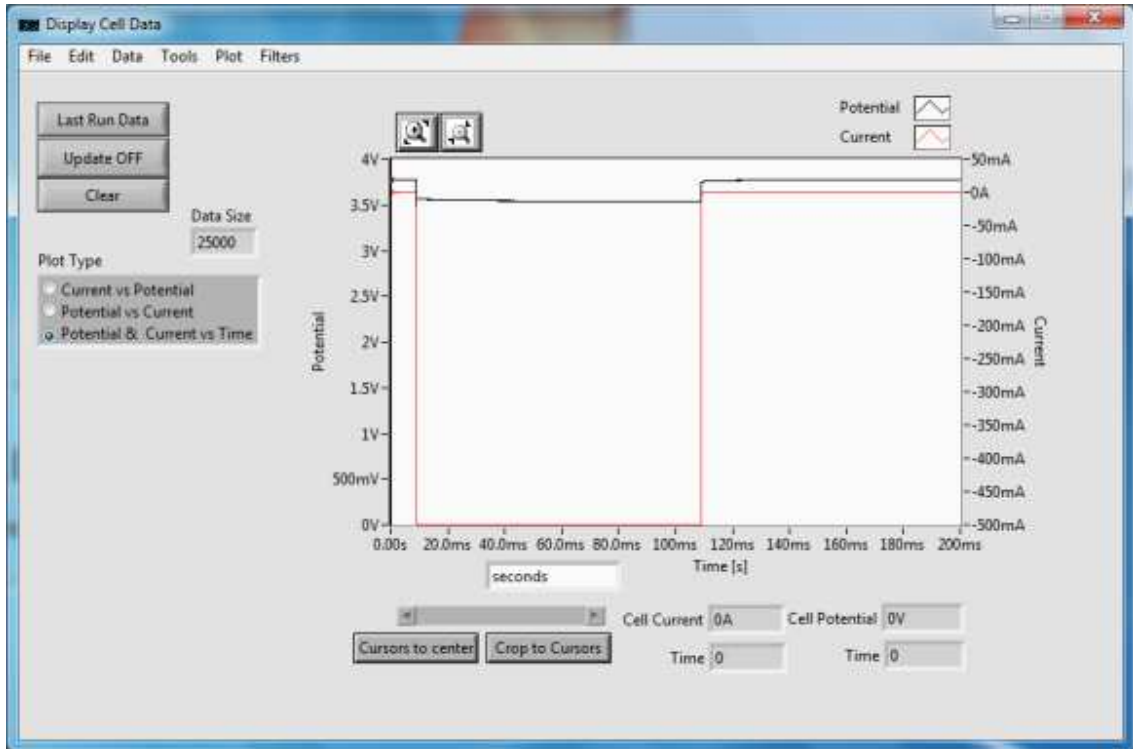 Display Cell Data
File Edit Data Tools Plot Filters
Last Run Data
Update OFF
Clear
Data Size
25000
Plot Type
Current vs Potential
Potential vs Current
Potential & Current vs Time
Potential
Current
4V
3.5V
3V
2.5V
2V
1.5V
1V
500mV
0V
Potential
50mA
0A
-50mA
-100mA
-150mA
-200mA
-250mA
-300mA
-350mA
-400mA
-450mA
-500mA
Current
0.00s 20.0ms 40.0ms 60.0ms 80.0ms 100ms 120ms 140ms 160ms 180ms 200ms
Time [s]
seconds
Cursors to center
Crop to Cursors
Cell Current 0A
Cell Potential 0V
Time 0
Time 0